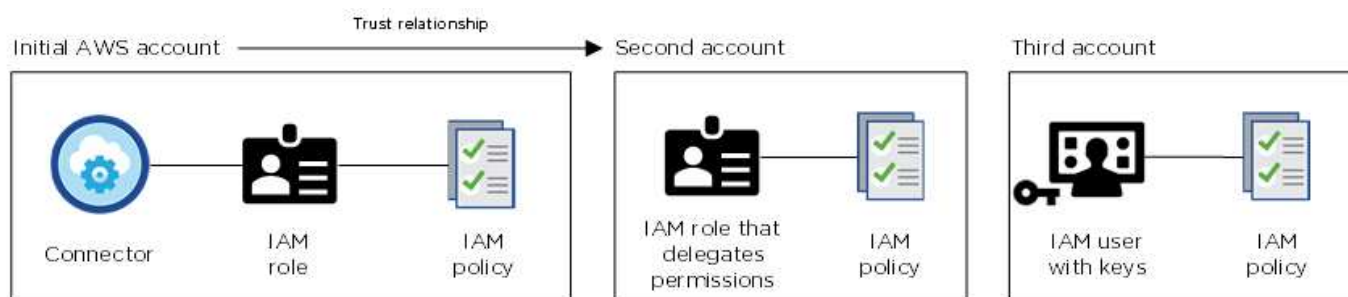 Trust relationship
Initial AWS account
Second account
Third account
Connector
IAM
role
IAM
policy
IAM role that
delegates
permissions
IAM
policy
IAM user
with keys
IAM
policy